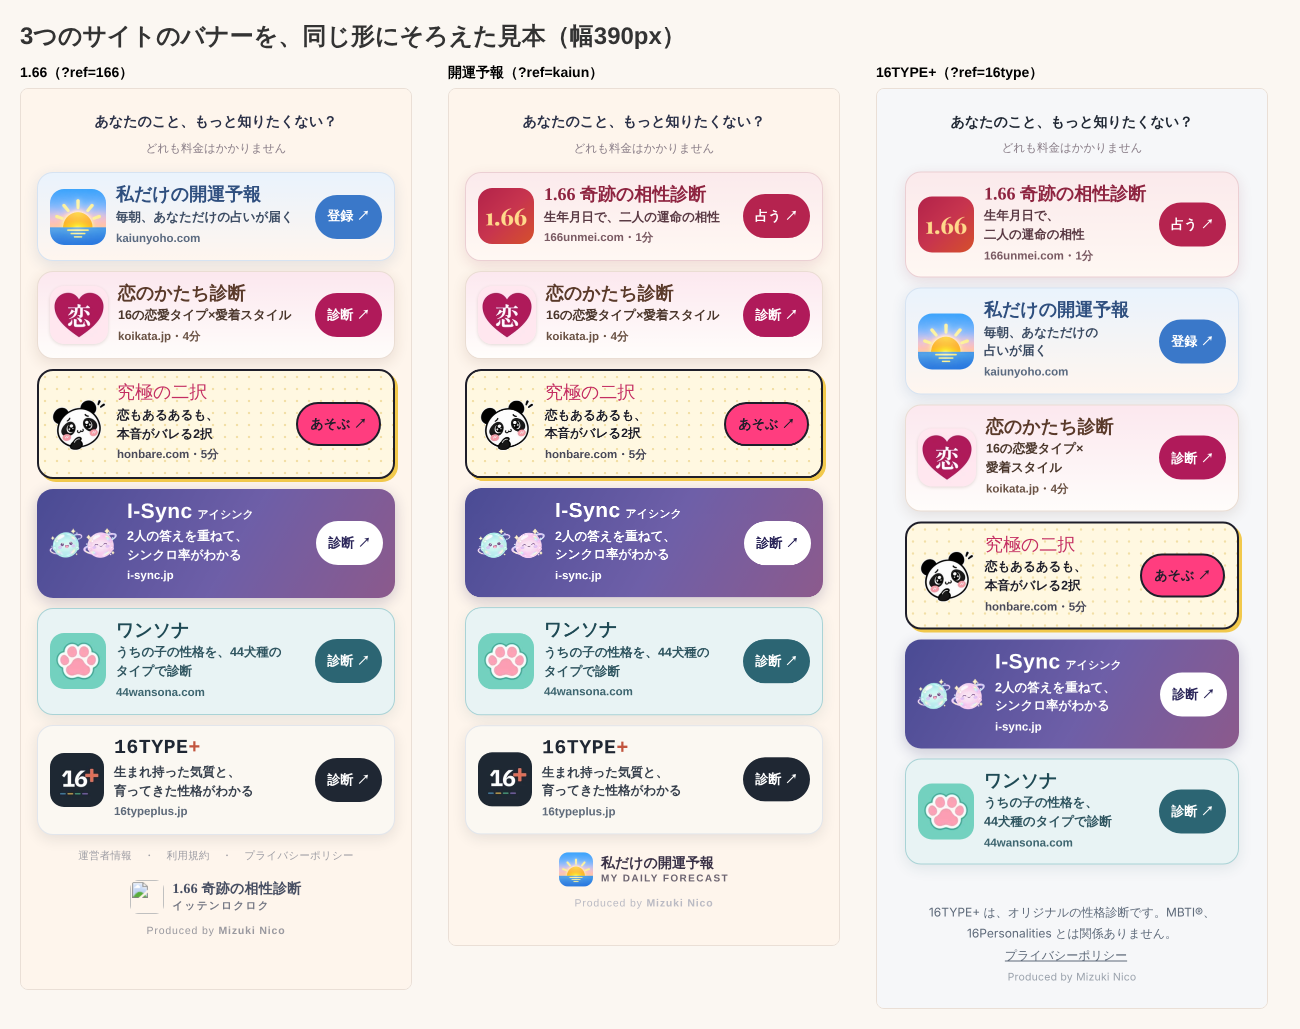 3つのサイトのバナーを、同じ形にそろえた見本（幅390px）
1.66（?ref=166）
あなたのこと、もっと知りたくない？
どれも料金はかかりません
私だけの開運予報
毎朝、あなただけの占いが届く
kaiunyoho.com
登録 ↗
恋
恋のかたち診断
16の恋愛タイプ×愛着スタイル
koikata.jp・4分
診断 ↗
究極の二択
恋もあるあるも、
本音がバレる2択
honbare.com・5分
あそぶ ↗
I-Sync アイシンク
2人の答えを重ねて、
シンクロ率がわかる
i-sync.jp
診断 ↗
ワンソナ
うちの子の性格を、44犬種の
タイプで診断
44wansona.com
診断 ↗
16+
16TYPE+
生まれ持った気質と、
育ってきた性格がわかる
16typeplus.jp
診断 ↗
運営者情報 ・ 利用規約 ・ プライバシーポリシー
1.66 奇跡の相性診断
イッテンロクロク
Produced by Mizuki Nico
開運予報（?ref=kaiun）
あなたのこと、もっと知りたくない？
どれも料金はかかりません
1.66
1.66 奇跡の相性診断
生年月日で、二人の運命の相性
166unmei.com・1分
占う ↗
恋
恋のかたち診断
16の恋愛タイプ×愛着スタイル
koikata.jp・4分
診断 ↗
究極の二択
恋もあるあるも、
本音がバレる2択
honbare.com・5分
あそぶ ↗
I-Sync アイシンク
2人の答えを重ねて、
シンクロ率がわかる
i-sync.jp
診断 ↗
ワンソナ
うちの子の性格を、44犬種の
タイプで診断
44wansona.com
診断 ↗
16+
16TYPE+
生まれ持った気質と、
育ってきた性格がわかる
16typeplus.jp
診断 ↗
私だけの開運予報
MY DAILY FORECAST
Produced by Mizuki Nico
16TYPE+（?ref=16type）
あなたのこと、もっと知りたくない？
どれも料金はかかりません
1.66
1.66 奇跡の相性診断
生年月日で、
二人の運命の相性
166unmei.com・1分
占う ↗
私だけの開運予報
毎朝、あなただけの
占いが届く
kaiunyoho.com
登録 ↗
恋
恋のかたち診断
16の恋愛タイプ×
愛着スタイル
koikata.jp・4分
診断 ↗
究極の二択
恋もあるあるも、
本音がバレる2択
honbare.com・5分
あそぶ ↗
I-Sync アイシンク
2人の答えを重ねて、
シンクロ率がわかる
i-sync.jp
診断 ↗
ワンソナ
うちの子の性格を、
44犬種のタイプで診断
44wansona.com
診断 ↗
16TYPE+ は、オリジナルの性格診断です。MBTI®、
16Personalities とは関係ありません。
プライバシーポリシー
Produced by Mizuki Nico